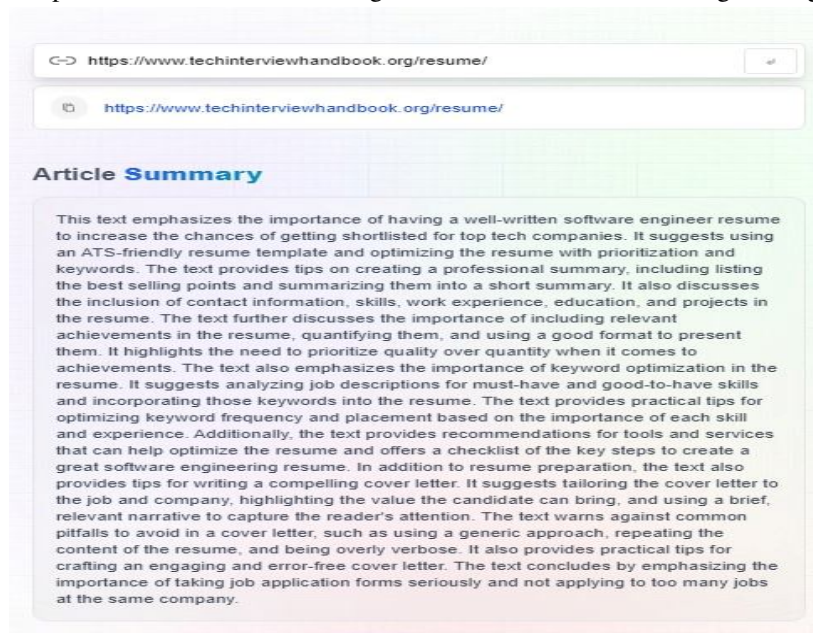 https://www.techinterviewhandbook.org/resume/
https://www.techinterviewhandbook.org/resume/
Article Summary
This text emphasizes the importance of having a well-written software engineer resume
to increase the chances of getting shortlisted for top tech companies. It suggests using
an ATS-friendly resume template and optimizing the resume with prioritization and
keywords. The text provides tips on creating a professional summary, including listing
the best selling points and summarizing them into a short summary. It also discusses
the inclusion of contact information, skills, work experience, education, and projects in
the resume. The text further discusses the importance of including relevant
achievements in the resume, quantifying them, and using a good format to present
them. It highlights the need to prioritize quality over quantity when it comes to
achievements. The text also emphasizes the importance of keyword optimization in the
resume. It suggests analyzing job descriptions for must-have and good-to-have skills
and incorporating those keywords into the resume. The text provides practical tips for
optimizing keyword frequency and placement based on the importance of each skill
and experience. Additionally, the text provides recommendations for tools and services
that can help optimize the resume and offers a checklist of the key steps to create a
great software engineering resume. In addition to resume preparation, the text also
provides tips for writing a compelling cover letter. It suggests tailoring the cover letter to
the job and company, highlighting the value the candidate can bring, and using a brief,
relevant narrative to capture the reader's attention. The text warns against common
pitfalls to avoid in a cover letter, such as using a generic approach, repeating the
content of the resume, and being overly verbose. It also provides practical tips for
crafting an engaging and error-free cover letter. The text concludes by emphasizing the
importance of taking job application forms seriously and not applying to too many jobs
at the same company.